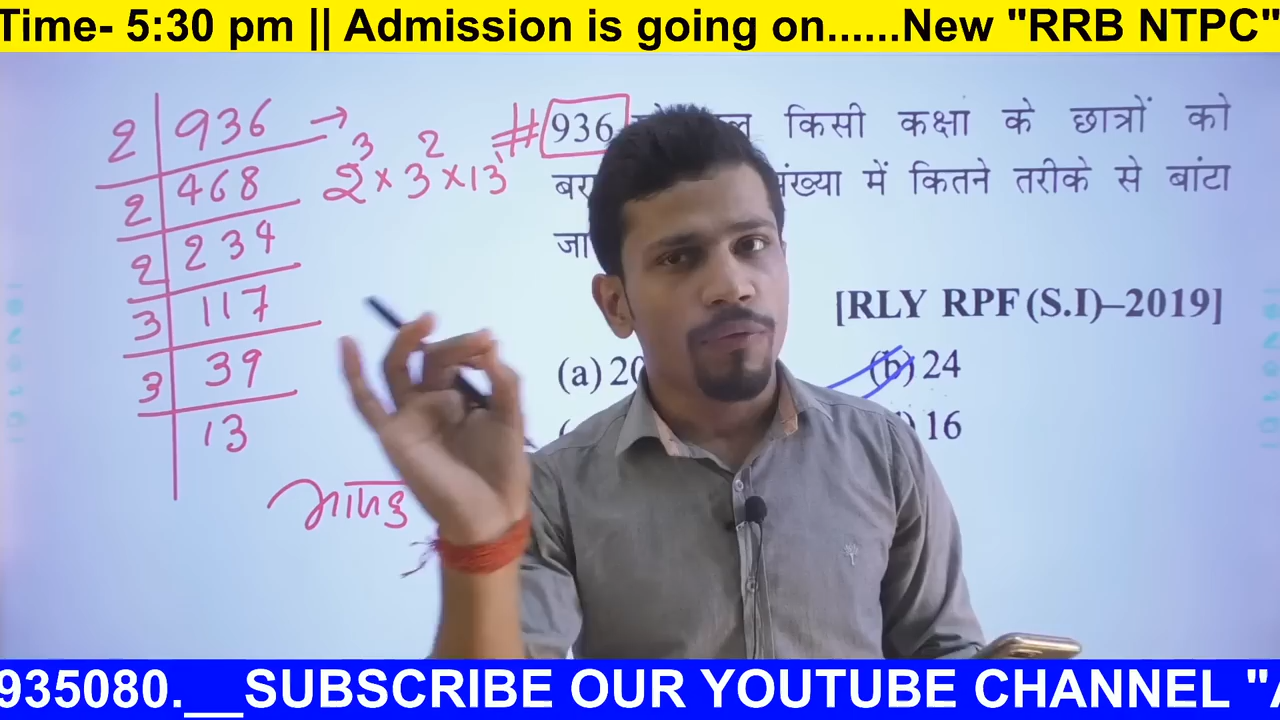 Time- 5:30 pm || Admission is going on......New "RRB NTPC"
2 | 936 →
2 | 468
2 | 234
3 | 117
3 | 39
13
2³ × 3² × 13¹
# 936 किसी कक्षा के छात्रों को
में कितने तरीके से बांटा
जा
[RLY RPF (S.I)–2019]
(a) 20 (b) 24
16
935080.__SUBSCRIBE OUR YOUTUBE CHANNEL "